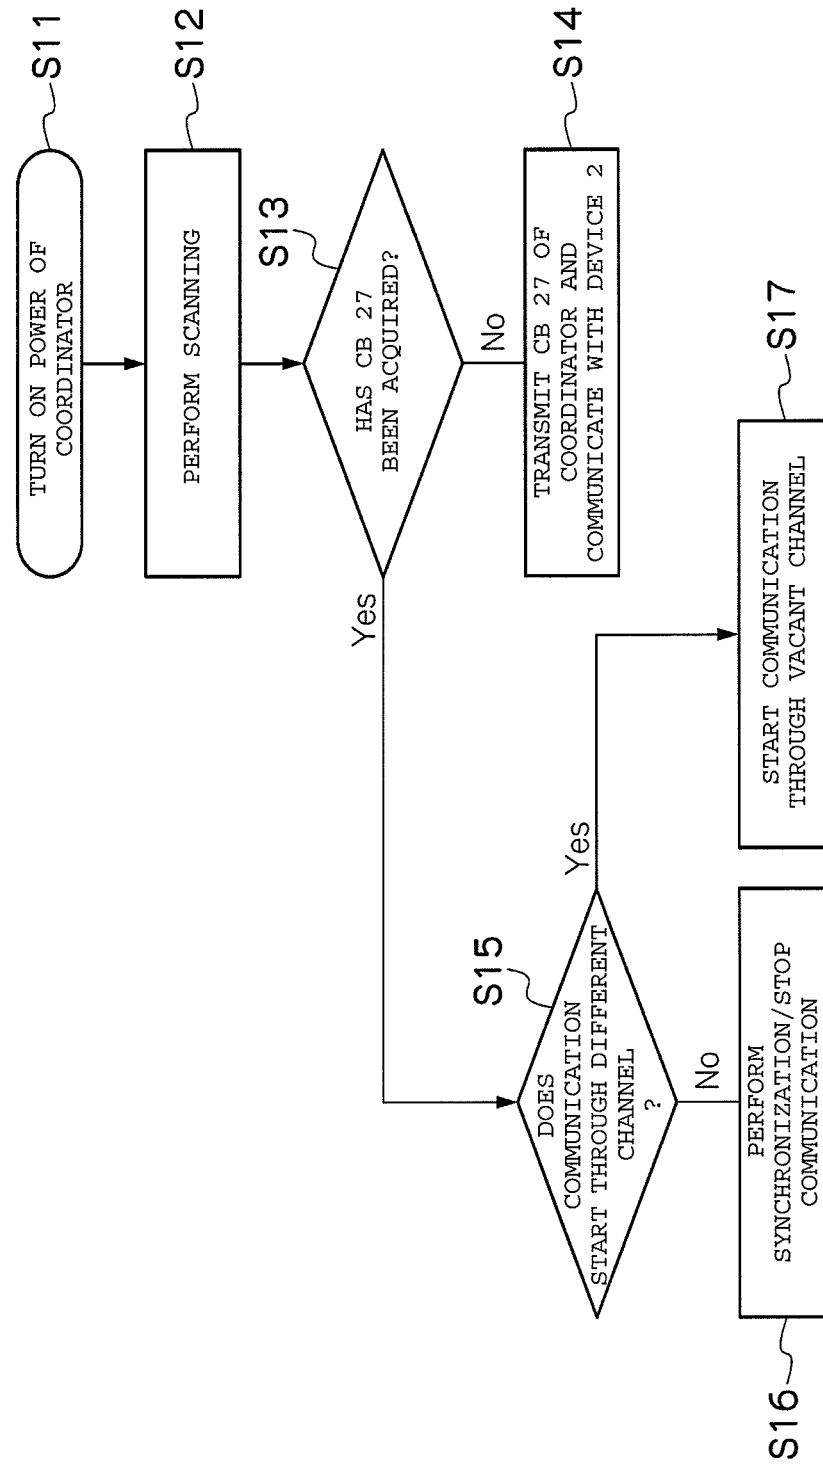 S11
TURN ON POWER OF
COORDINATOR
S12
PERFORM SCANNING
S13
HAS CB 27
BEEN ACQUIRED?
Yes
No
S14
TRANSMIT CB 27 OF
COORDINATOR AND
COMMUNICATE WITH DEVICE 2
S15
DOES
COMMUNICATION
START THROUGH DIFFERENT
CHANNEL
?
Yes
No
S16
PERFORM
SYNCHRONIZATION/STOP
COMMUNICATION
S17
START COMMUNICATION
THROUGH VACANT CHANNEL